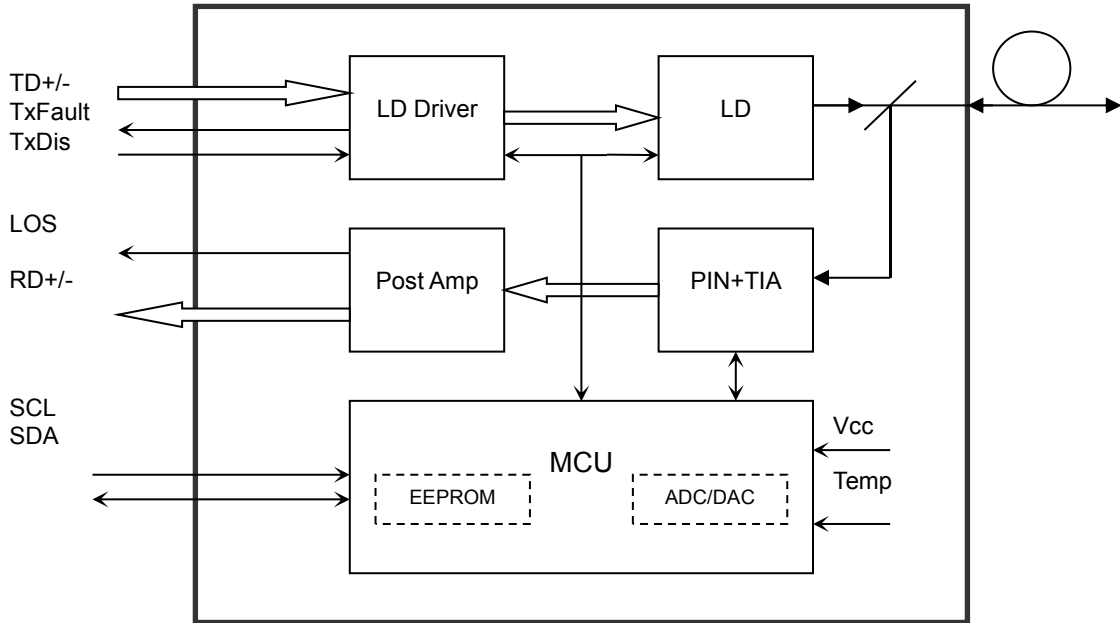 TD+/-
TxFault
TxDis
LD Driver
LD
LOS
RD+/-
Post Amp
PIN+TIA
SCL
SDA
MCU
EEPROM
ADC/DAC
Vcc
Temp